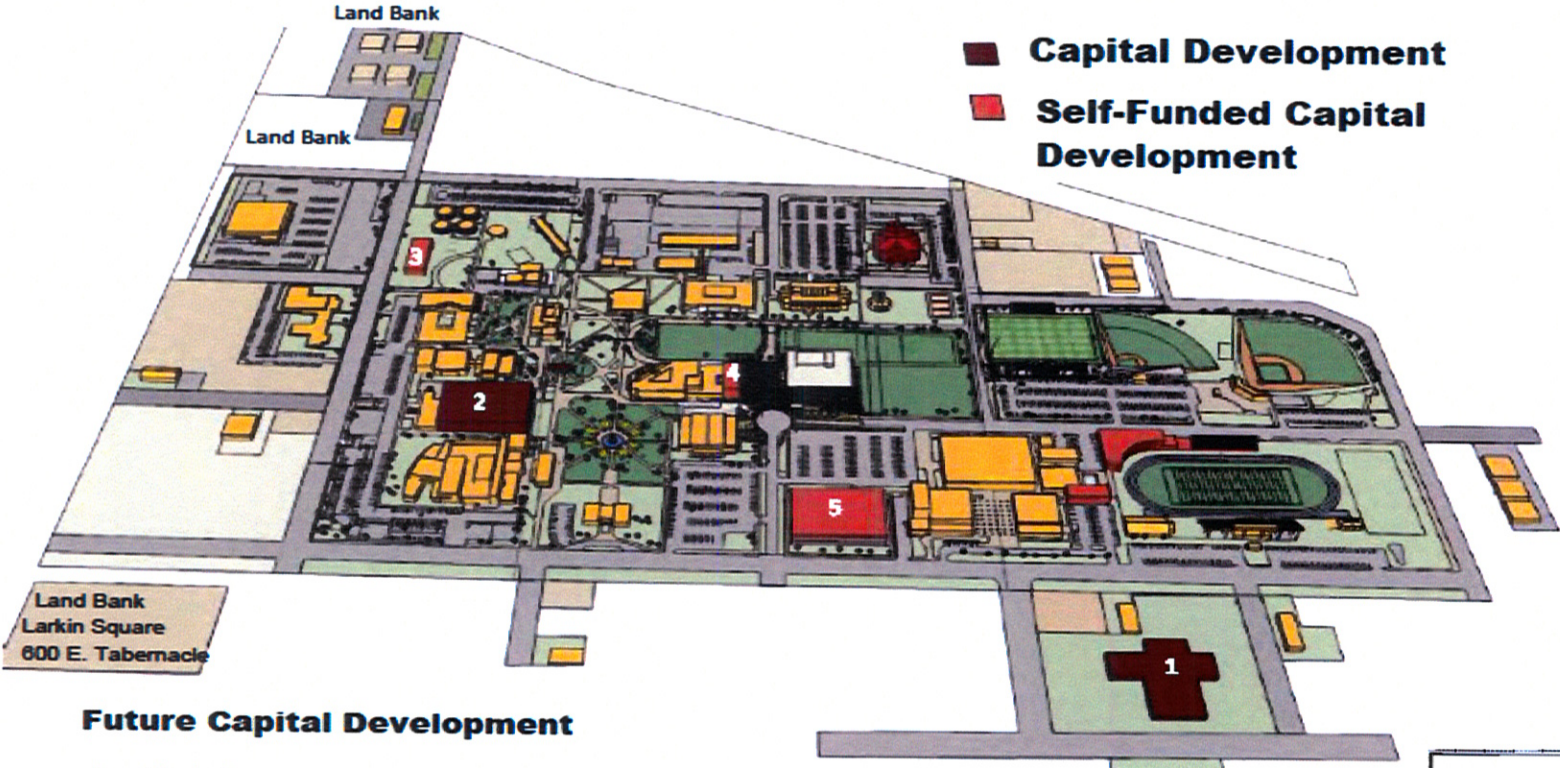 Land Bank
Capital Development
Self-Funded Capital
Development
Land Bank
3
4
2
5
Land Bank
Larkin Square
600 E. Tabernacle
1
Future Capital Development